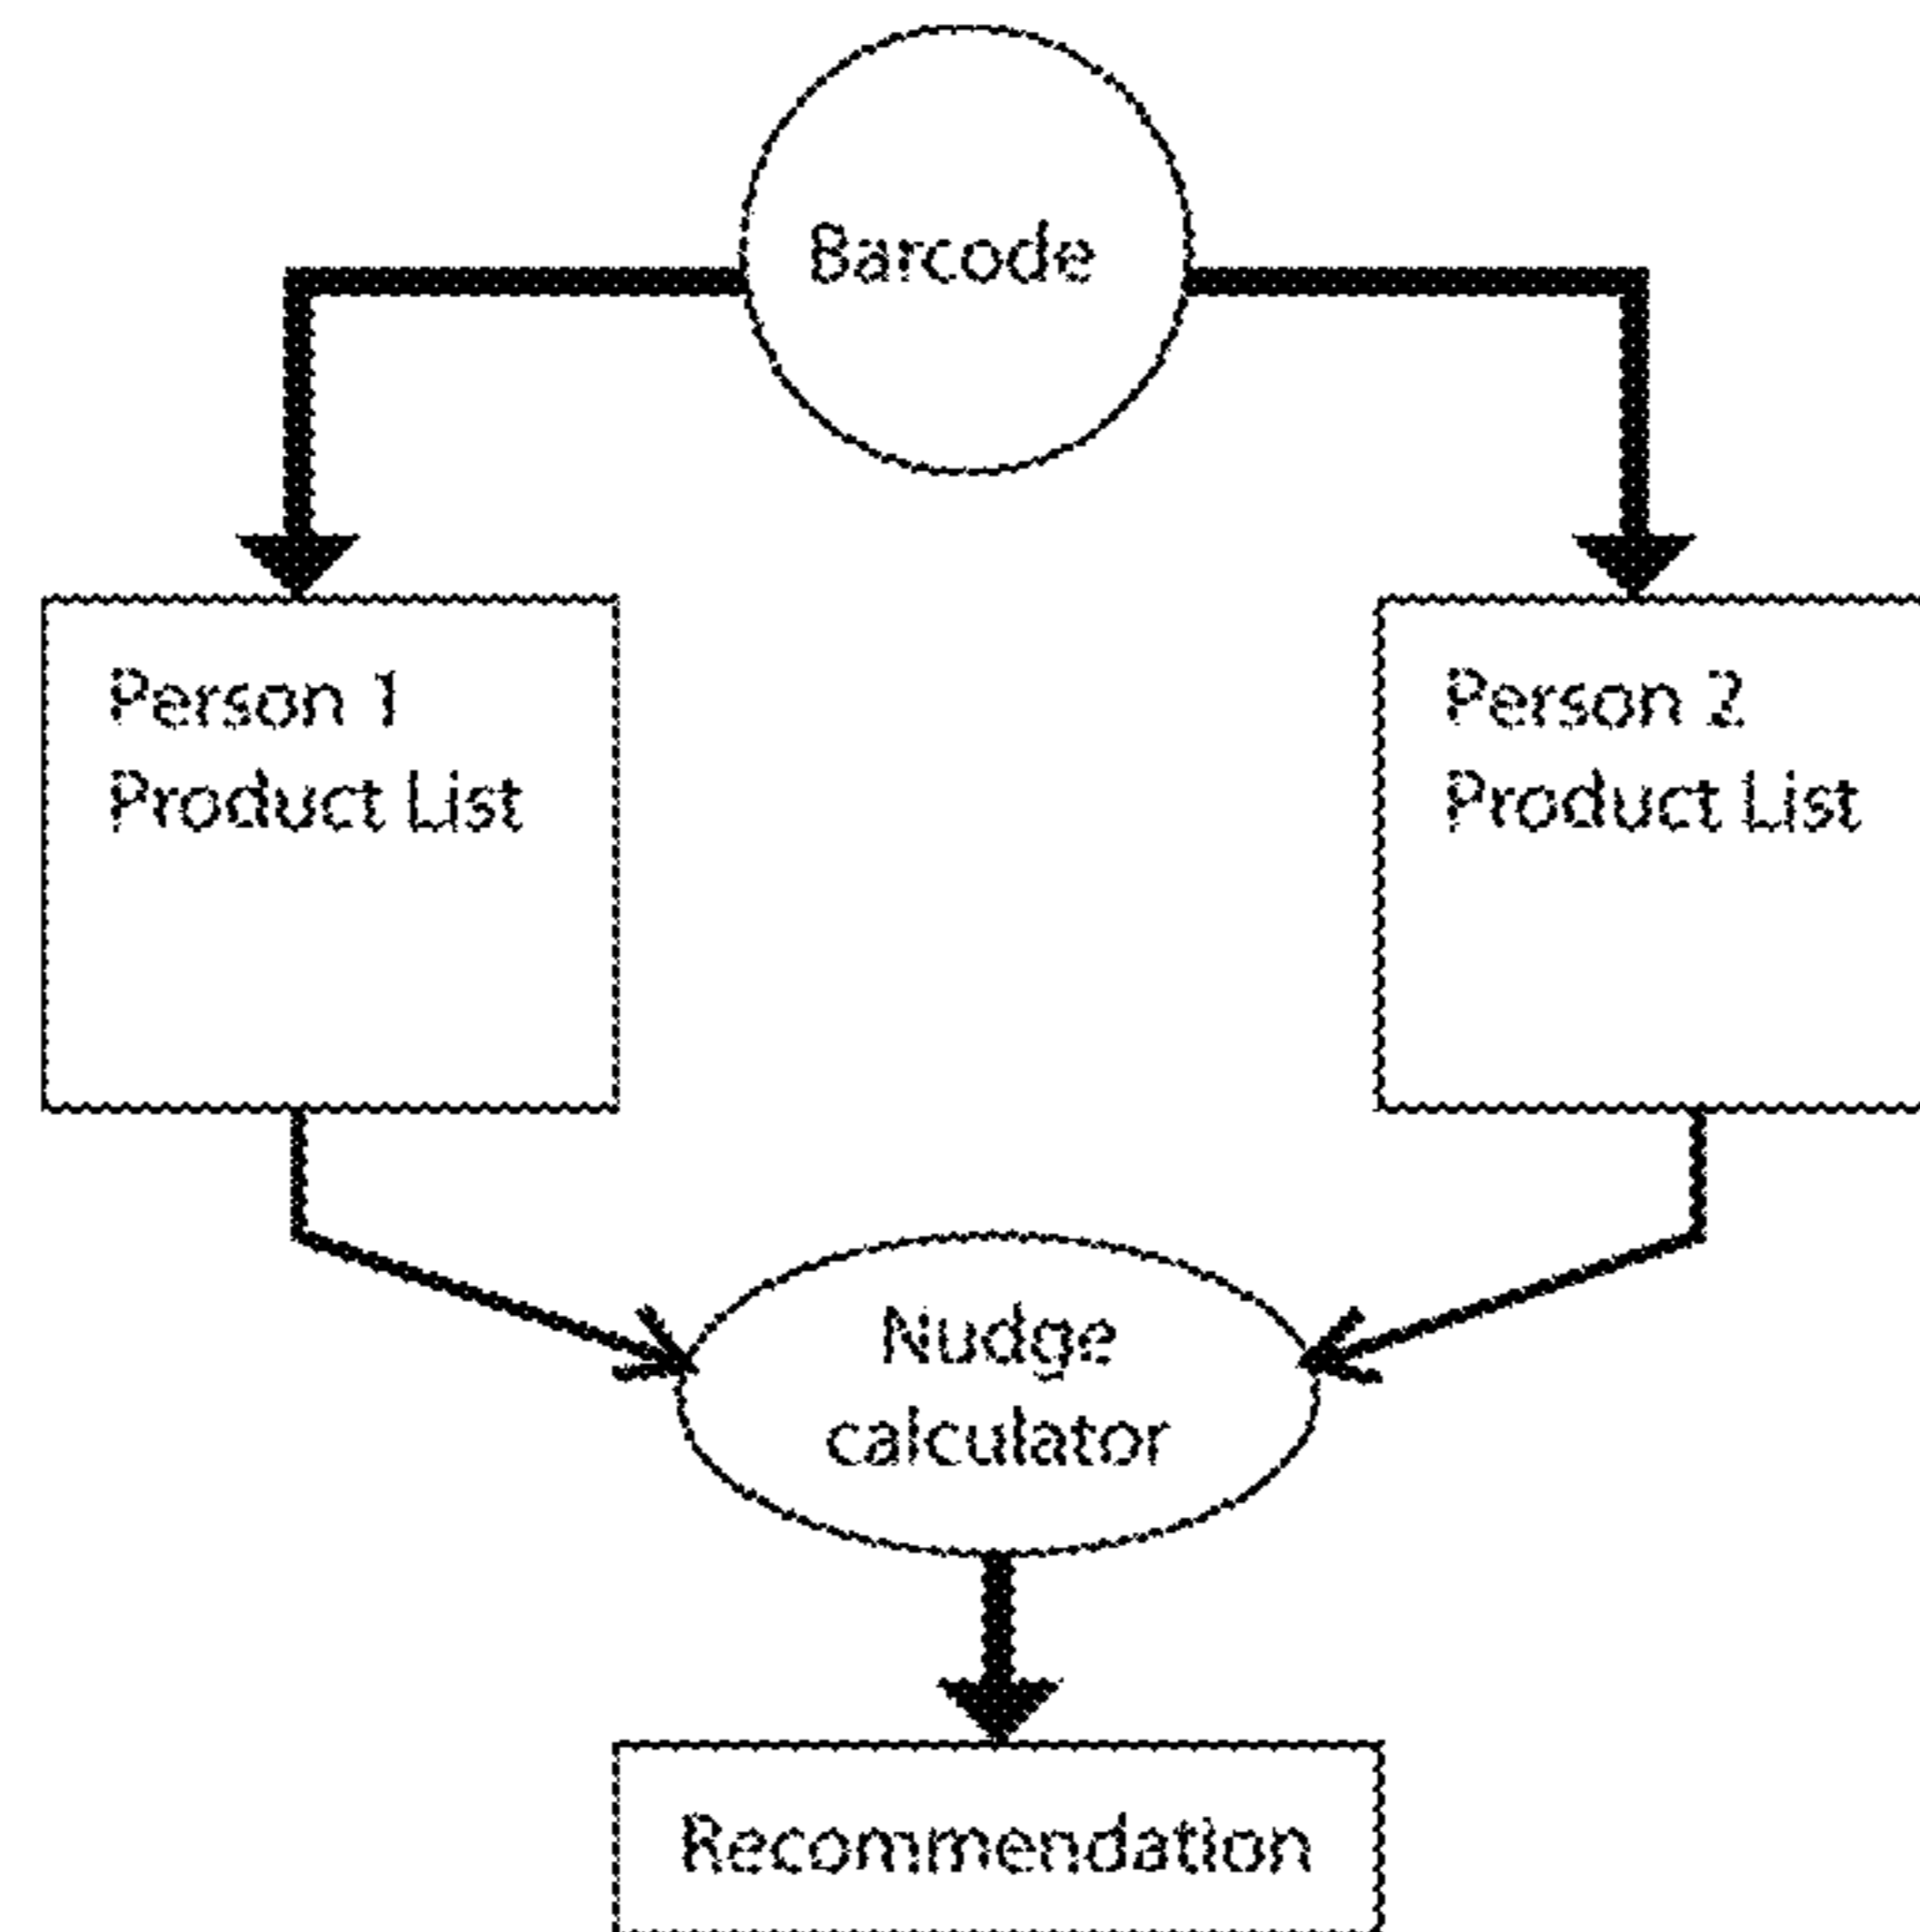 Barcode
Person 1
Product List
Person 2
Product List
Nudge
calculator
Recommendation